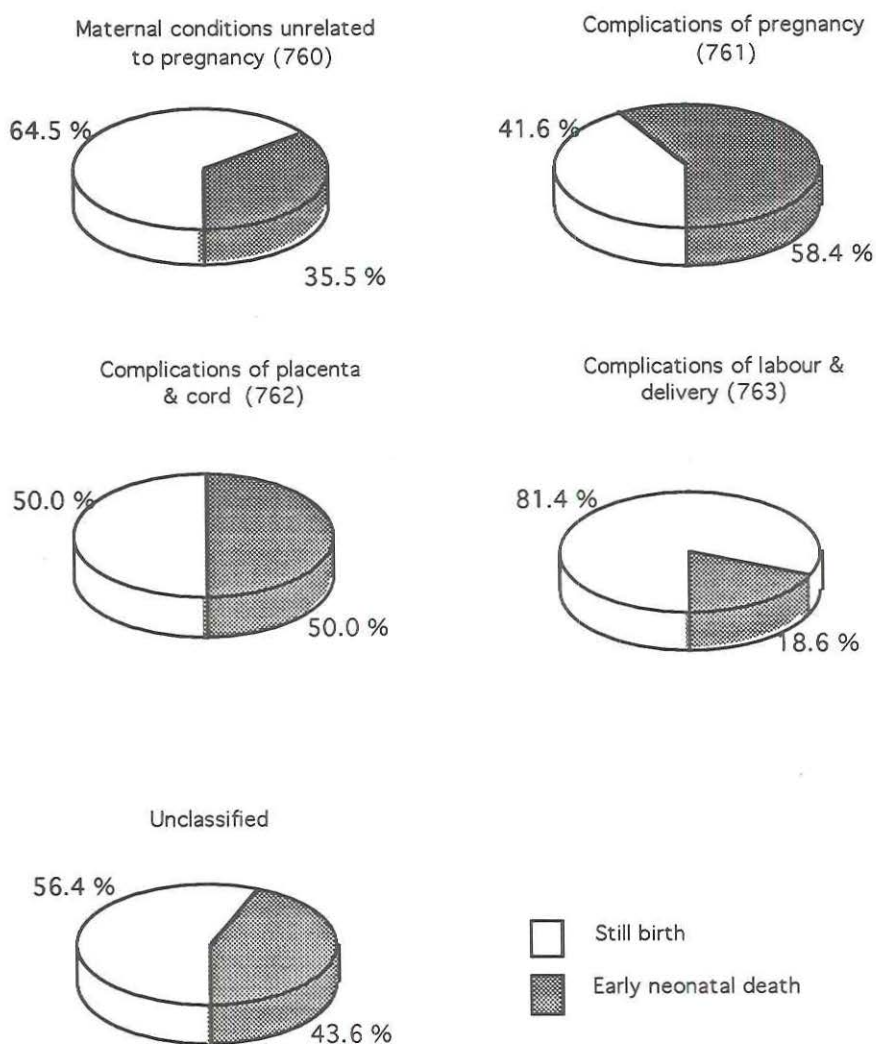 Maternal conditions unrelated
to pregnancy (760)
64.5 %
35.5 %
Complications of pregnancy
(761)
41.6 %
58.4 %
Complications of placenta
& cord (762)
50.0 %
50.0 %
Complications of labour &
delivery (763)
81.4 %
18.6 %
Unclassified
56.4 %
43.6 %
Still birth
Early neonatal death